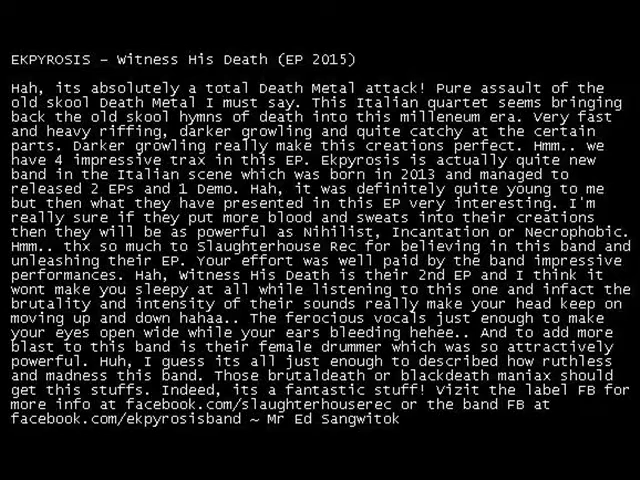 EKPYROSIS – Witness His Death (EP 2015)
Hah, its absolutely a total Death Metal attack! Pure assault of the
old skool Death Metal I must say. This Italian quartet seems bringing
back the old skool hymns of death into this milleneum era. Very fast
and heavy riffing, darker growling and quite catchy at the certain
parts. Darker growling really make this creations perfect. Hmm.. we
have 4 impressive trax in this EP. Ekpyrosis is actually quite new
band in the Italian scene which was born in 2013 and managed to
released 2 EPs and 1 Demo. Hah, it was definitely quite young to me
but then what they have presented in this EP very interesting. I'm
really sure if they put more blood and sweats into their creations
then they will be as powerful as Nihilist, Incantation or Necrophobic.
Hmm.. thx so much to Slaughterhouse Rec for believing in this band and
unleashing their EP. Your effort was well paid by the band impressive
performances. Hah, Witness His Death is their 2nd EP and I think it
wont make you sleepy at all while listening to this one and infact the
brutality and intensity of their sounds really make your head keep on
moving up and down hahaa.. The ferocious vocals just enough to make
your eyes open wide while your ears bleeding hehee.. And to add more
blast to this band is their female drummer which was so attractively
powerful. Huh, I guess its all just enough to described how ruthless
and madness this band. Those brutaldeath or blackdeath maniax should
get this stuffs. Indeed, its a fantastic stuff! Vizit the label FB for
more info at facebook.com/slaughterhouserec or the band FB at
facebook.com/ekpyrosisband ~ Mr Ed Sangwitok